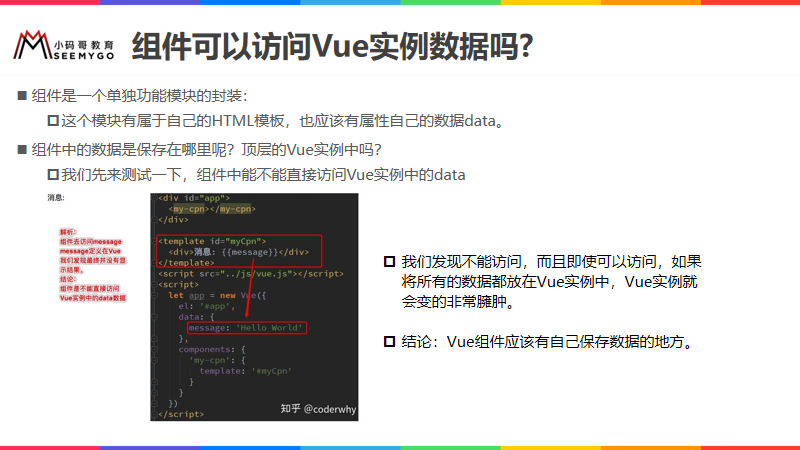 小码哥教育
SEEMYGO
组件可以访问Vue实例数据吗?
组件是一个单独功能模块的封装：
这个模块有属于自己的HTML模板，也应该有属性自己的数据data。
组件中的数据是保存在哪里呢？顶层的Vue实例中吗？
我们先来测试一下，组件中能不能直接访问Vue实例中的data
消息:
解析：
组件去访问message
message定义在Vue
我们发现最终并没有显
示结果。
结论：
组件是不能直接访问
Vue实例中的data数据
<div id="app">
<my-cpn></my-cpn>
</div>
<template id="myCpn">
<div>消息: {{message}}</div>
</template>
<script src="../js/vue.js"></script>
<script>
let app = new Vue({
el: '#app',
data: {
message: 'Hello World'
},
components: {
'my-cpn': {
template: '#myCpn'
}
}
})
</script>
知乎 @coderwhy
我们发现不能访问，而且即使可以访问，如果
将所有的数据都放在Vue实例中，Vue实例就
会变的非常臃肿。
结论：Vue组件应该有自己保存数据的地方。